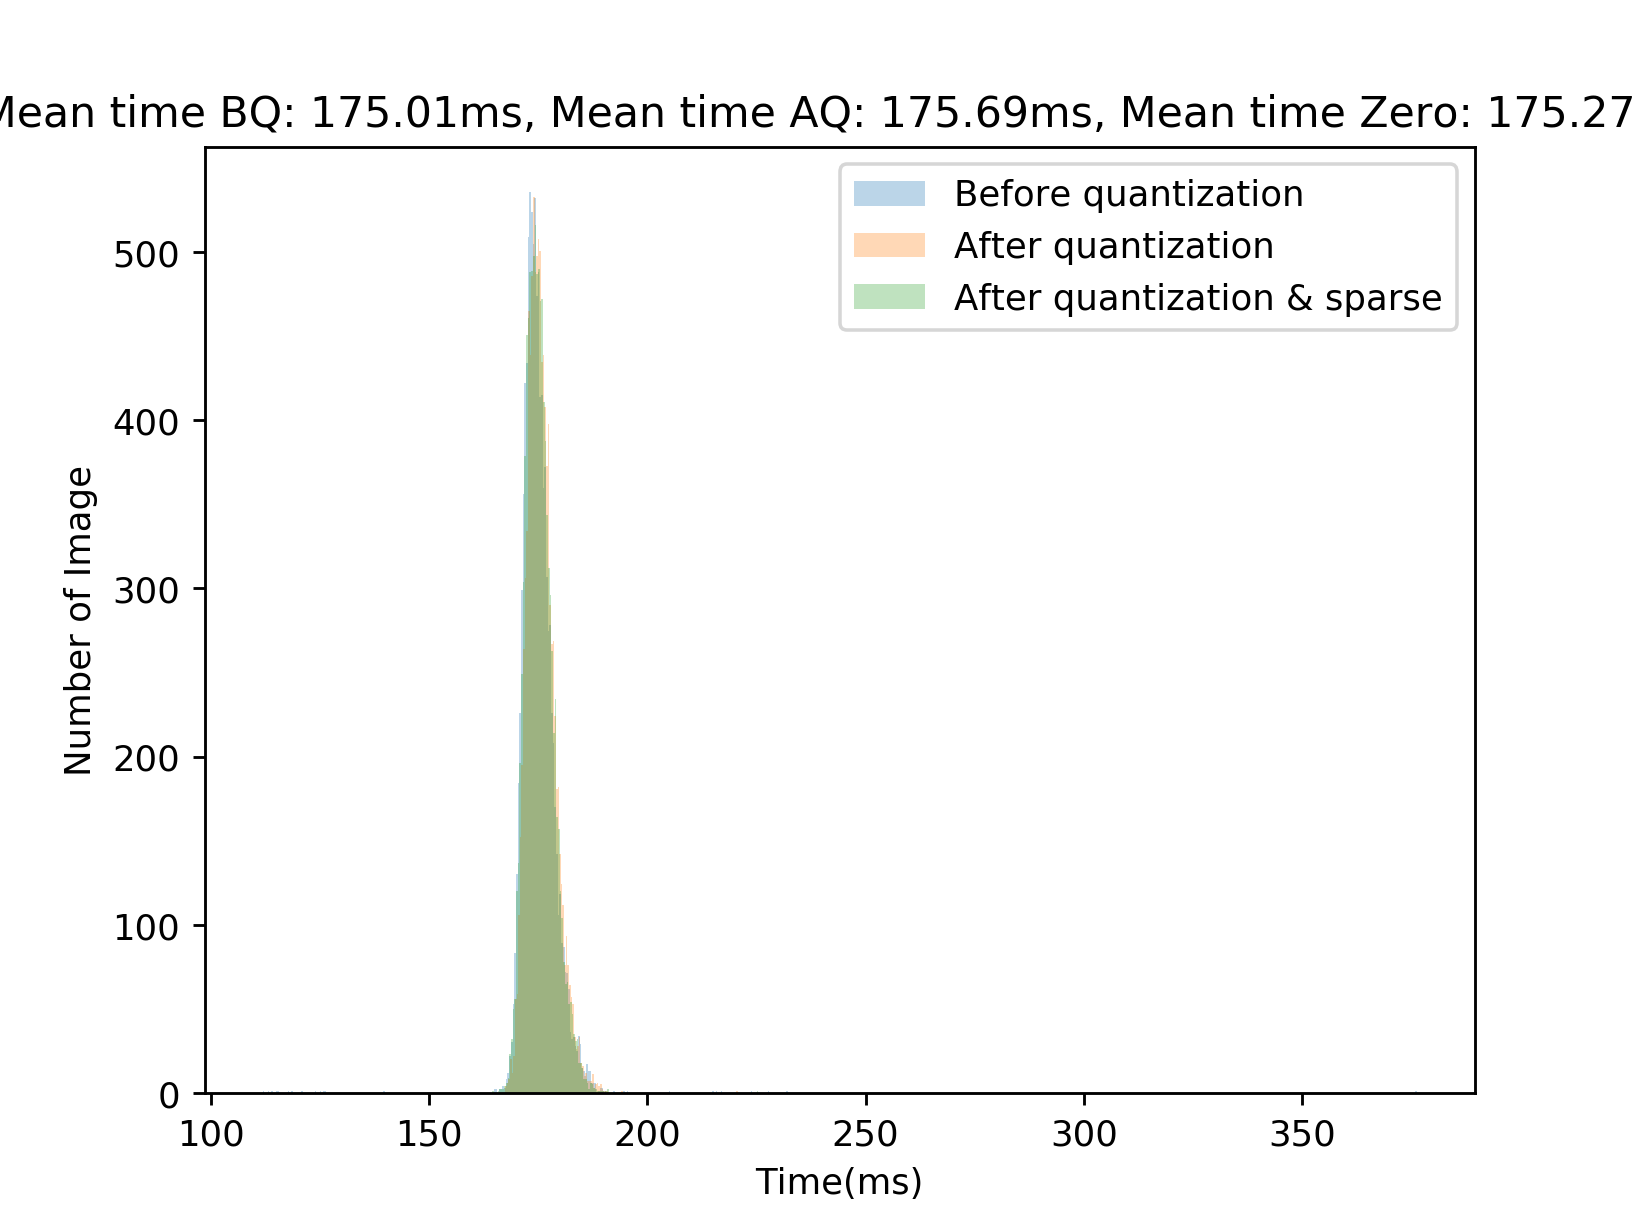 Mean time BQ: 175.01ms, Mean time AQ: 175.69ms, Mean time Zero: 175.27
Before quantization
After quantization
After quantization & sparse
500
400
300
200
100
0
Number of Image
100 150 200 250 300 350
Time(ms)